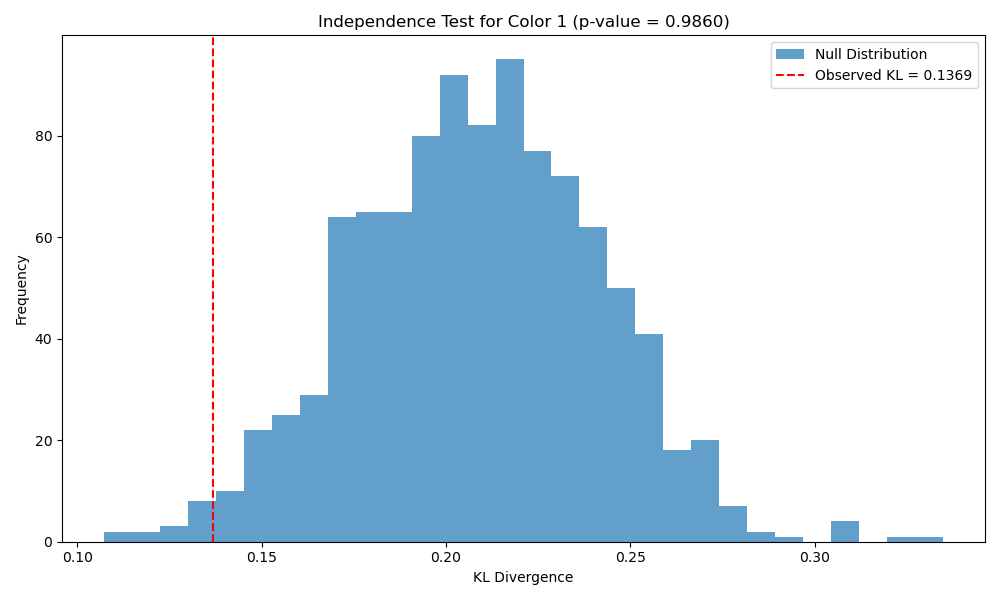 Independence Test for Color 1 (p-value = 0.9860)
Null Distribution
Observed KL = 0.1369
Frequency
80
60
40
20
0
0.10 0.15 0.20 0.25 0.30
KL Divergence